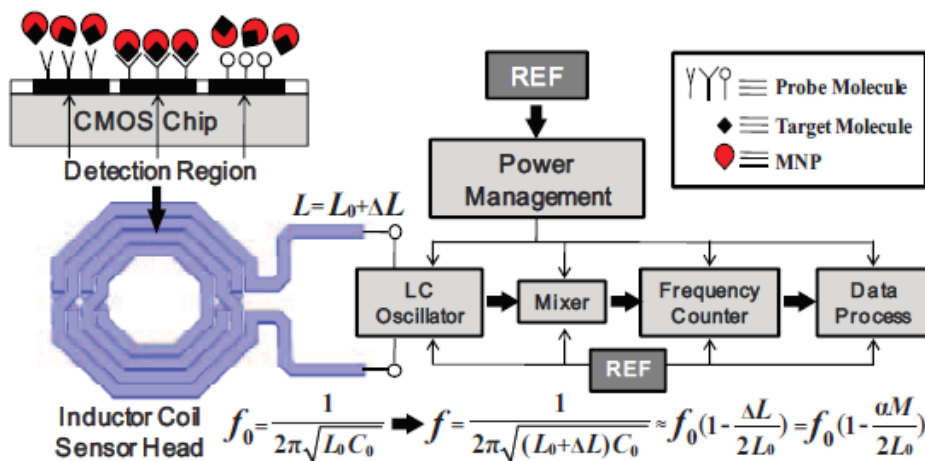 CMOS Chip
Detection Region
REF
Power
Management
Probe Molecule
Target Molecule
MNP
L=L₀+ΔL
LC
Oscillator
Mixer
Frequency
Counter
Data
Process
REF
Inductor Coil
Sensor Head
f₀=1/(2π√(L₀C₀)) ➡ f=1/(2π√((L₀+ΔL)C₀)) ≈f₀(1-ΔL/2L₀) =f₀(1-αM/2L₀)